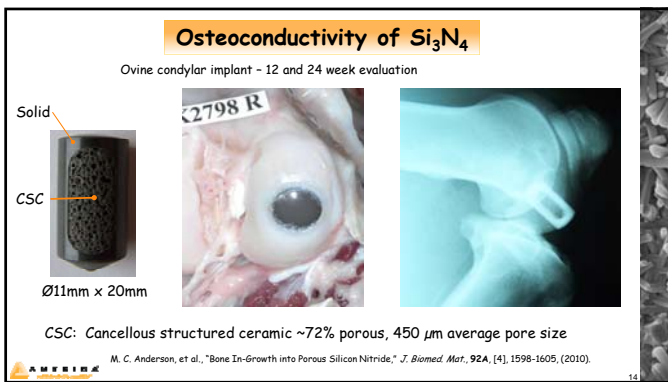 Osteoconductivity of Si₃N₄
Ovine condylar implant – 12 and 24 week evaluation
Solid
CSC
Ø11mm x 20mm
K2798 R
CSC: Cancellous structured ceramic ~72% porous, 450 µm average pore size
M. C. Anderson, et al., "Bone In-Growth into Porous Silicon Nitride," J. Biomed. Mat., 92A, [4], 1598-1605, (2010).
AMEDICA
14